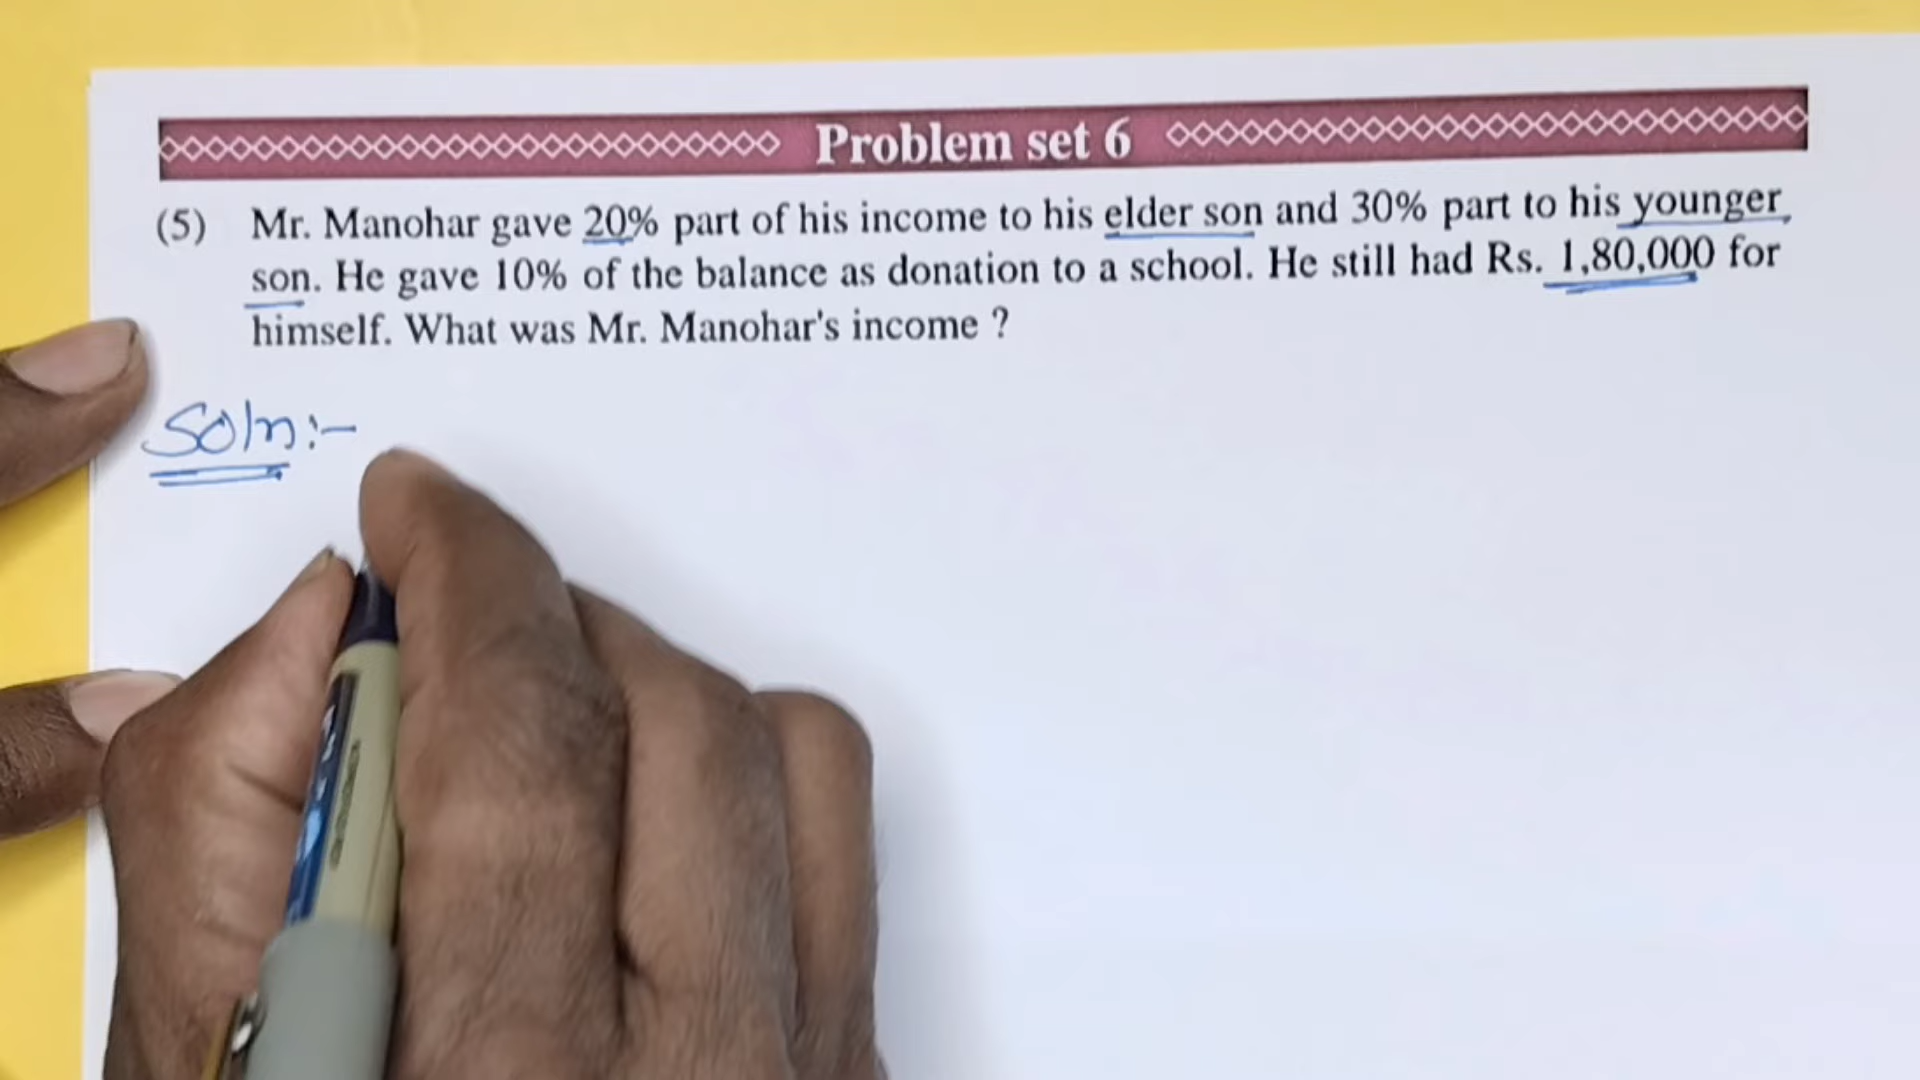 Problem set 6
(5) Mr. Manohar gave 20% part of his income to his elder son and 30% part to his younger
son. He gave 10% of the balance as donation to a school. He still had Rs. 1,80,000 for
himself. What was Mr. Manohar's income ?
Soln:-